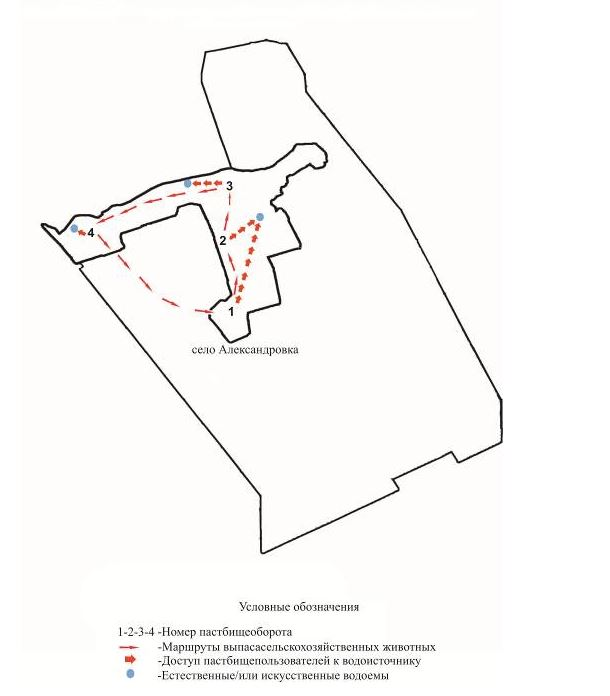 3
4
2
1
село Александровка
Условные обозначения
1-2-3-4 -Номер пастбищеоборота
-Маршруты выпасасельскохозяйственных животных
-Доступ пастбищепользователей к водоисточнику
-Естественные/или искусственные водоемы